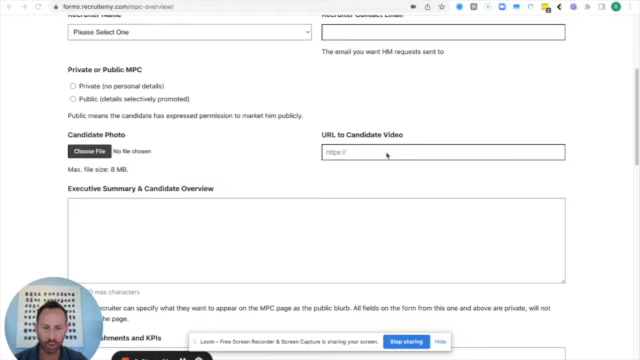 forms.recruitemy.com/mpc-overview/
Recruiter Name
Recruiter Contact Email
Please Select One
The email you want HM requests sent to
Private or Public MPC
Private (no personal details)
Public (details selectively promoted)
Public means the candidate has expressed permission to market him publicly.
Candidate Photo
URL to Candidate Video
Choose File
No file chosen
https://
Max. file size: 8 MB.
Executive Summary & Candidate Overview
max characters
ecruiter can specify what they want to appear on the MPC page as the public blurb. All fields on the form from this one and above are private, will not
the page.
Loom – Free Screen Recorder & Screen Capture is sharing your screen.
Stop sharing
Hide
shments and KPIs